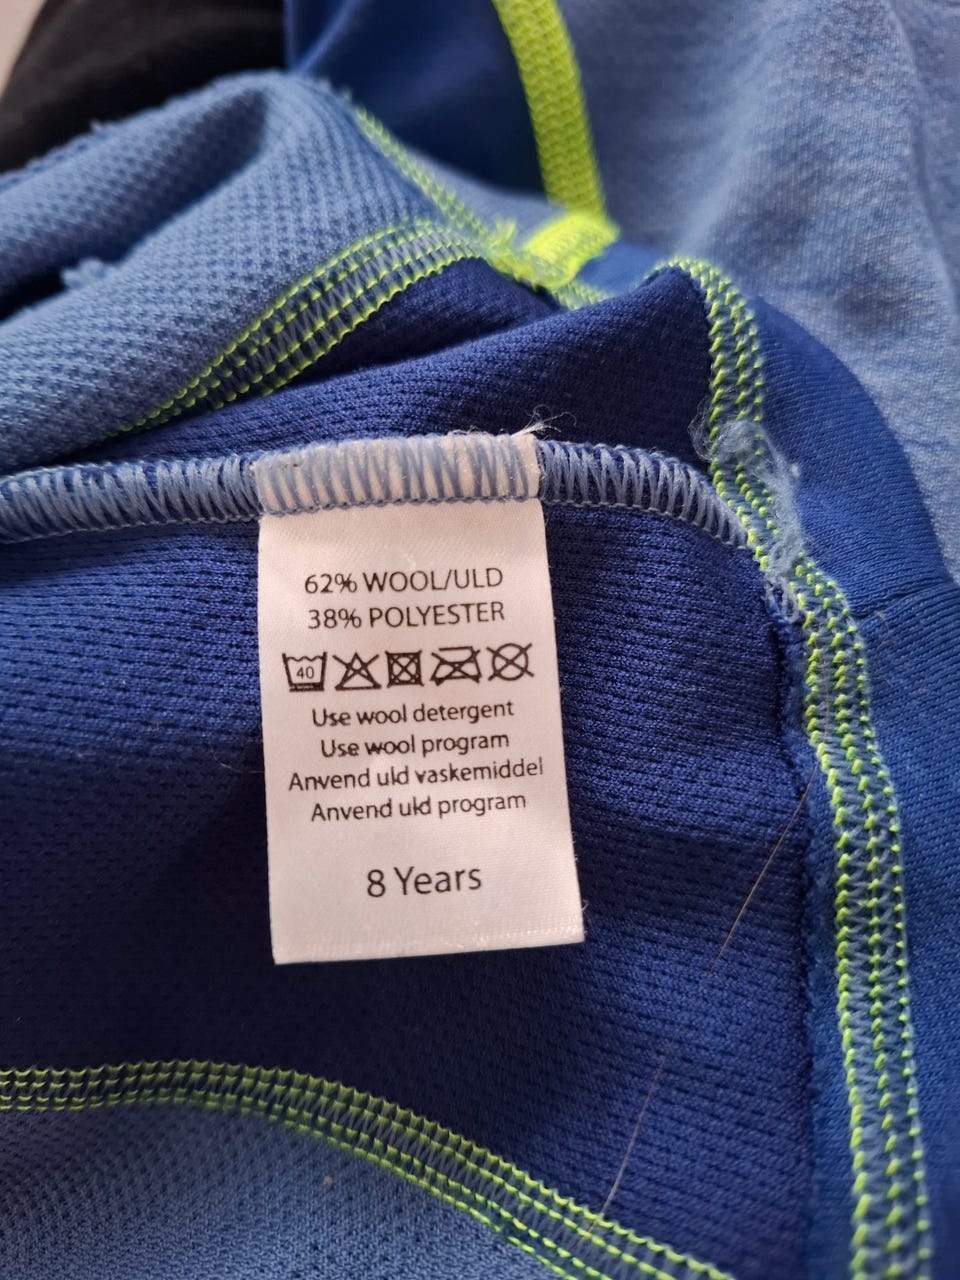 62% WOOL/ULD
38% POLYESTER
40
Use wool detergent
Use wool program
Anvend uld vaskemiddel
Anvend uld program
8 Years